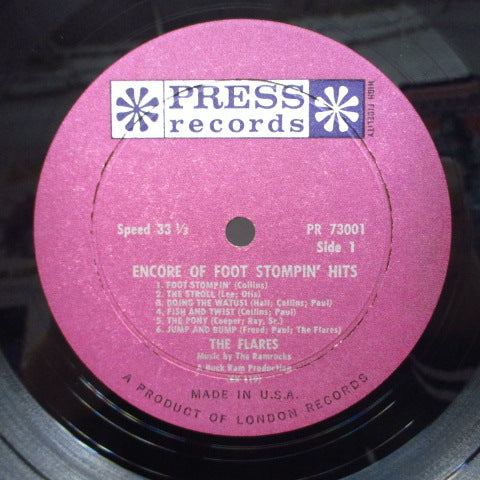 PRESS
records
HIGH FIDELITY
Speed 33 1/3
PR 73001
Side 1
ENCORE OF FOOT STOMPIN' HITS
1. FOOT STOMPIN' (Collins)
2. THE STROLL (Lee; Otis)
3. DOING THE WATUSI (Hall; Collins; Paul)
4. FISH AND TWIST (Collins; Paul)
5. THE PONY (Cooper; Ray, Sr.)
6. JUMP AND BUMP (Freud; Paul; The Flares)
THE FLARES
Music by The Ramrocks
A Buck Ram Production
MADE IN U.S.A.
A PRODUCT OF LONDON RECORDS